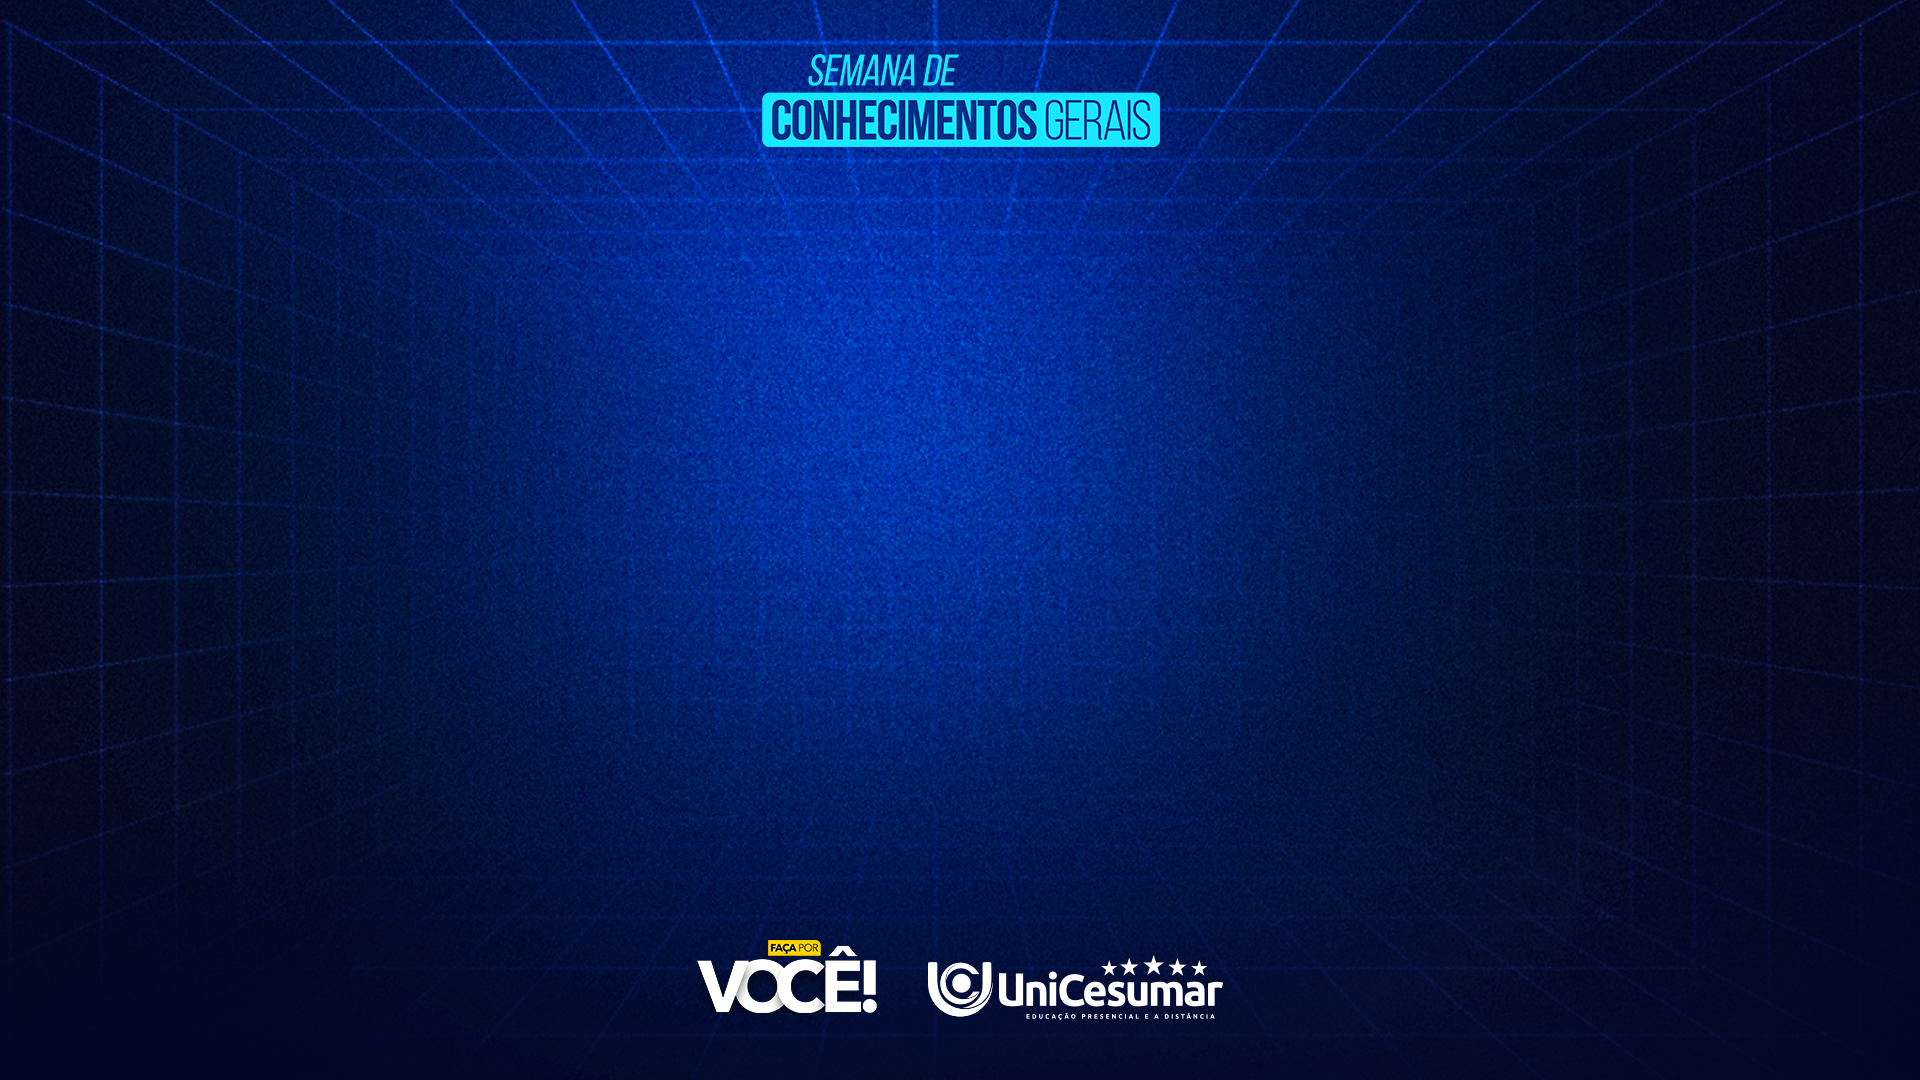 SEMANA DE
CONHECIMENTOS GERAIS
FAÇA POR
VOCÊ!
UniCesumar
EDUCAÇÃO PRESENCIAL E A DISTÂNCIA